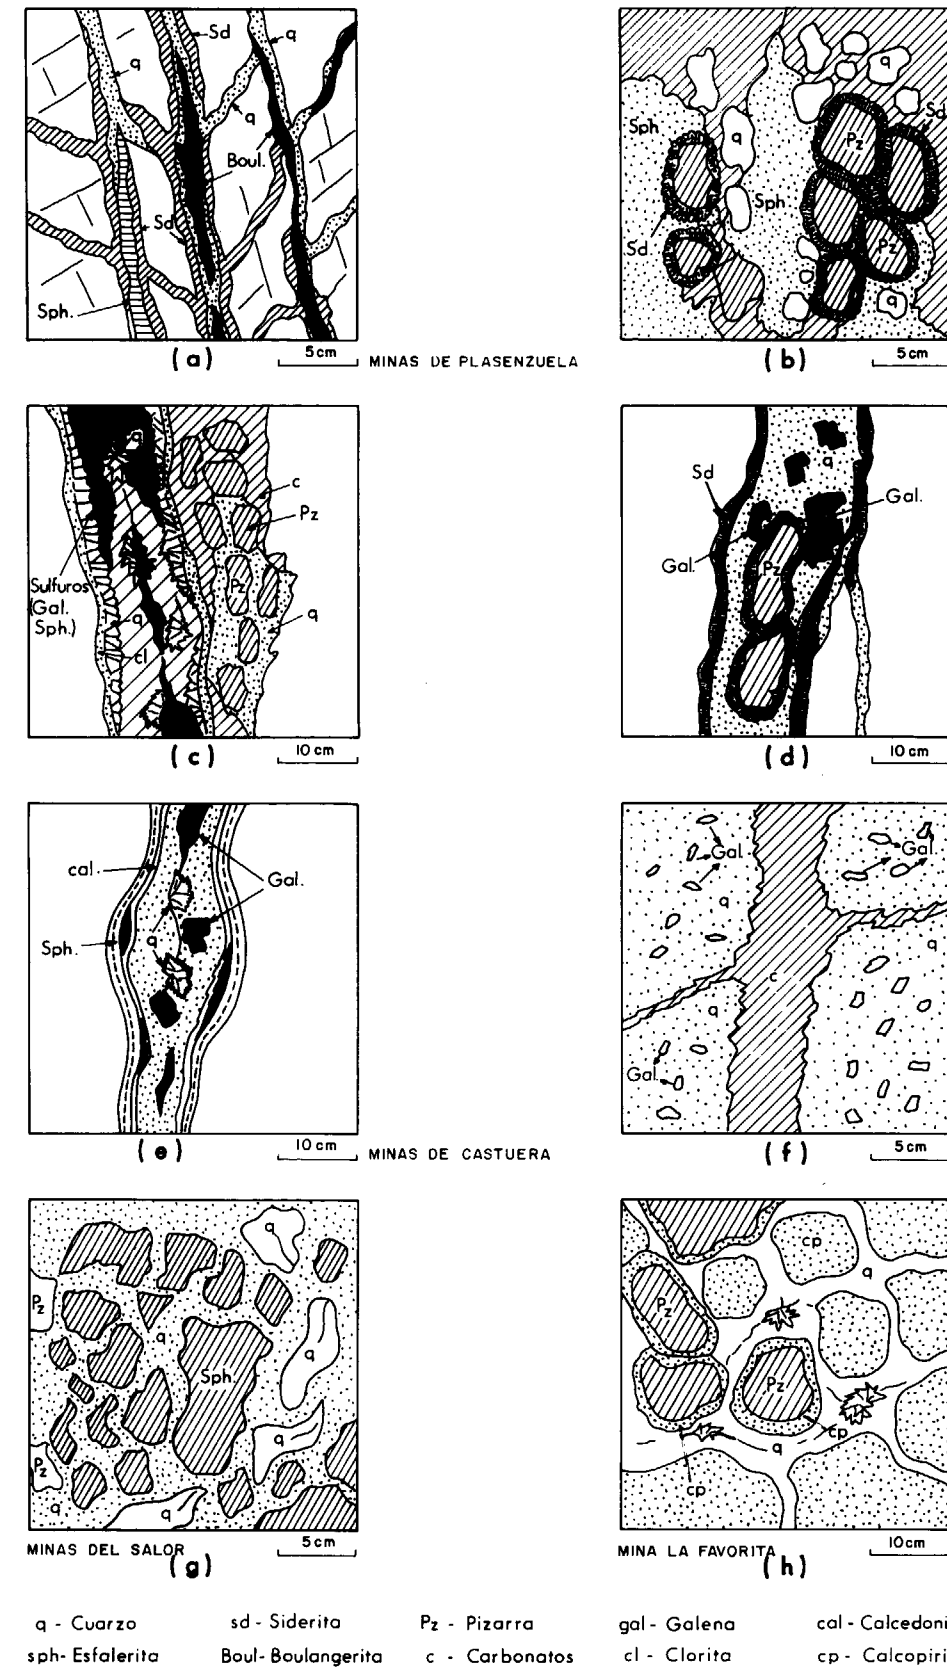 Sd
q
q
q
Boul.
Sd
Sph.
(a)
5cm
MINAS DE PLASENZUELA
q
Sph
q
Pz
Sd
Sph
Sd
Pz
q
(b)
5cm
q
c
Pz
Sulfuros
(Gal.
Sph.)
Pz
q
q
cl
(c)
10 cm
q
Sd
Gal.
Gal.
Pz
(d)
10 cm
cal.
Gal.
Sph.
q
(e)
10 cm
MINAS DE CASTUERA
Gal.
Gal.
q
q
c
q
Gal.
(f)
5cm
q
Pz
q
Sph.
q
q
Pz
q
q
MINAS DEL SALOR
(g)
5cm
cp
q
Pz
Pz
cp
q
cp
MINA LA FAVORITA
(h)
10cm
q - Cuarzo sd - Siderita Pz - Pizarra gal - Galena cal - Calcedoni
sph - Esfalerita Boul - Boulangerita c - Carbonatos cl - Clorita cp - Calcopiri